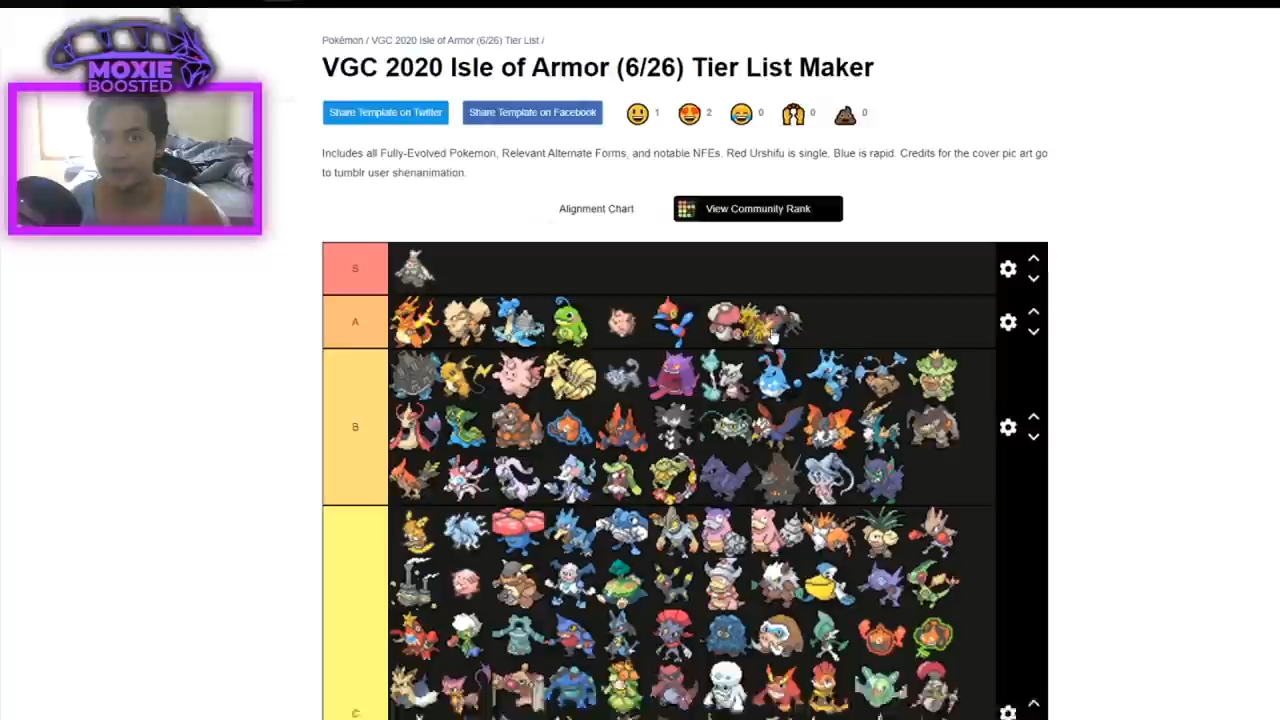 MOXIE
BOOSTED
Pokémon / VGC 2020 Isle of Armor (6/26) Tier List /
VGC 2020 Isle of Armor (6/26) Tier List Maker
Share Template on Twitter
Share Template on Facebook
1
2
0
0
0
Includes all Fully-Evolved Pokemon, Relevant Alternate Forms, and notable NFEs. Red Urshifu is single, Blue is rapid. Credits for the cover pic art go
to tumblr user shenanimation.
Alignment Chart
View Community Rank
S
A
B
C